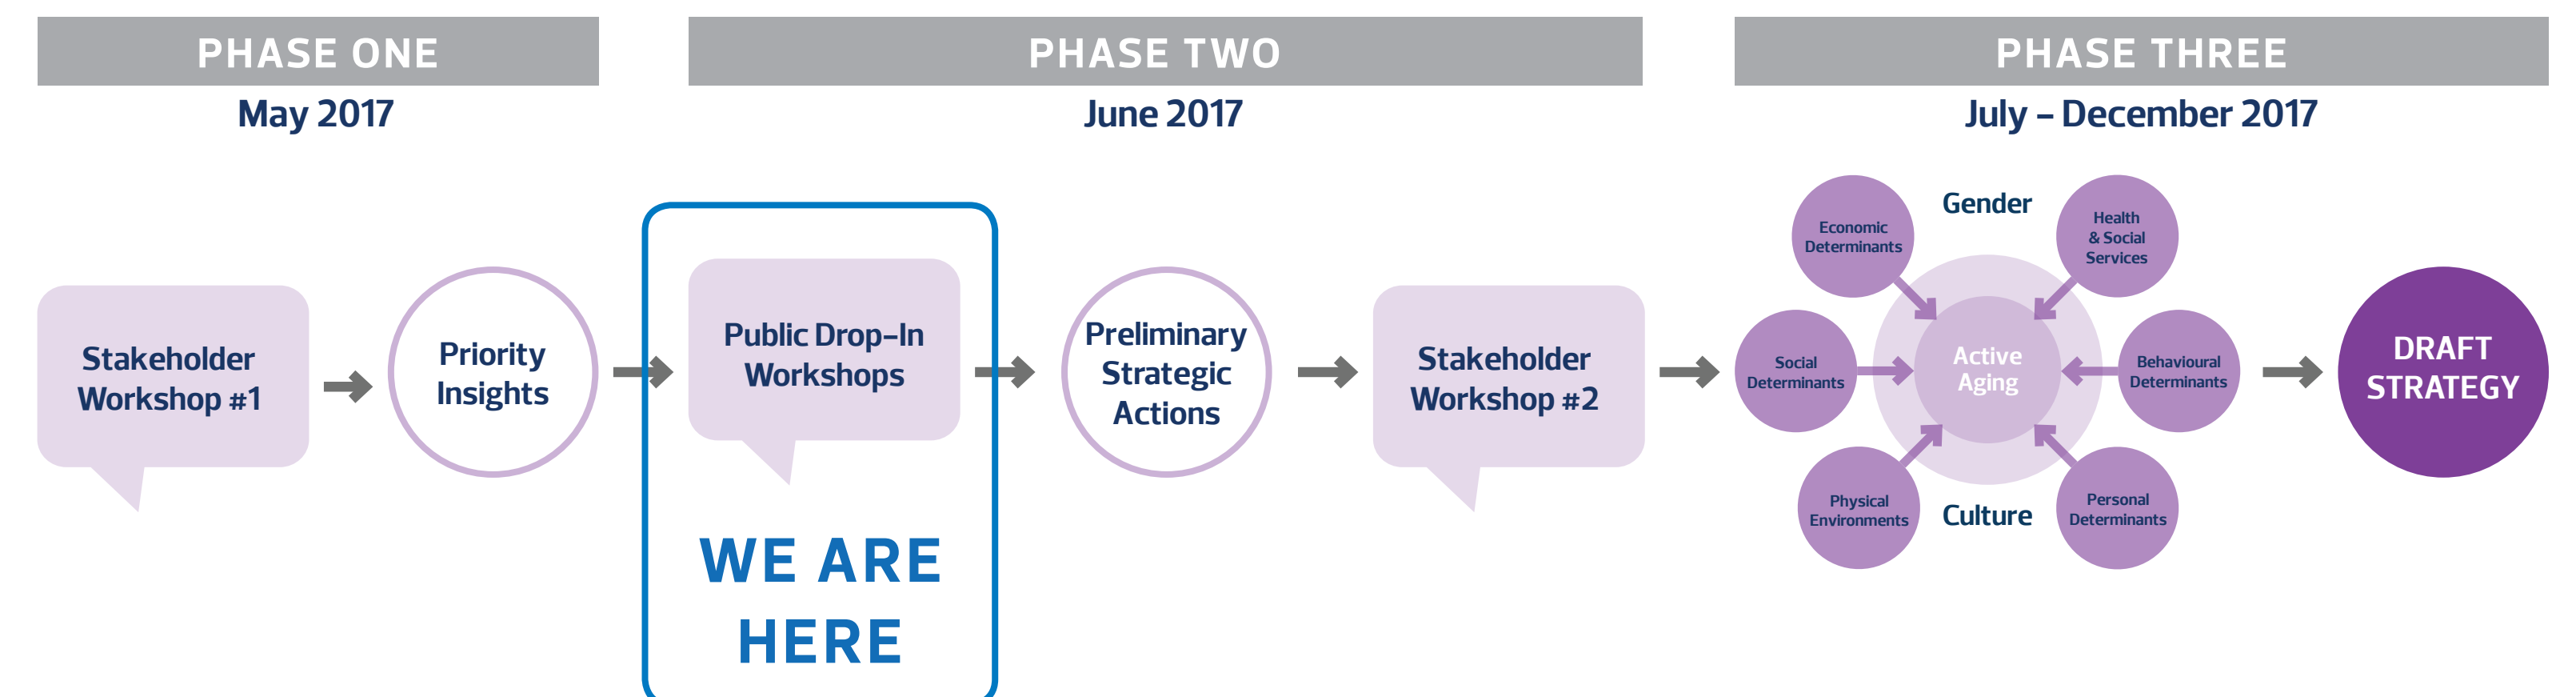 PHASE ONE
May 2017
PHASE TWO
June 2017
PHASE THREE
July – December 2017
Stakeholder
Workshop #1
Priority
Insights
Public Drop-In
Workshops
WE ARE
HERE
Preliminary
Strategic
Actions
Stakeholder
Workshop #2
Gender
Economic
Determinants
Health
& Social
Services
Social
Determinants
Active
Aging
Behavioural
Determinants
Physical
Environments
Culture
Personal
Determinants
DRAFT
STRATEGY